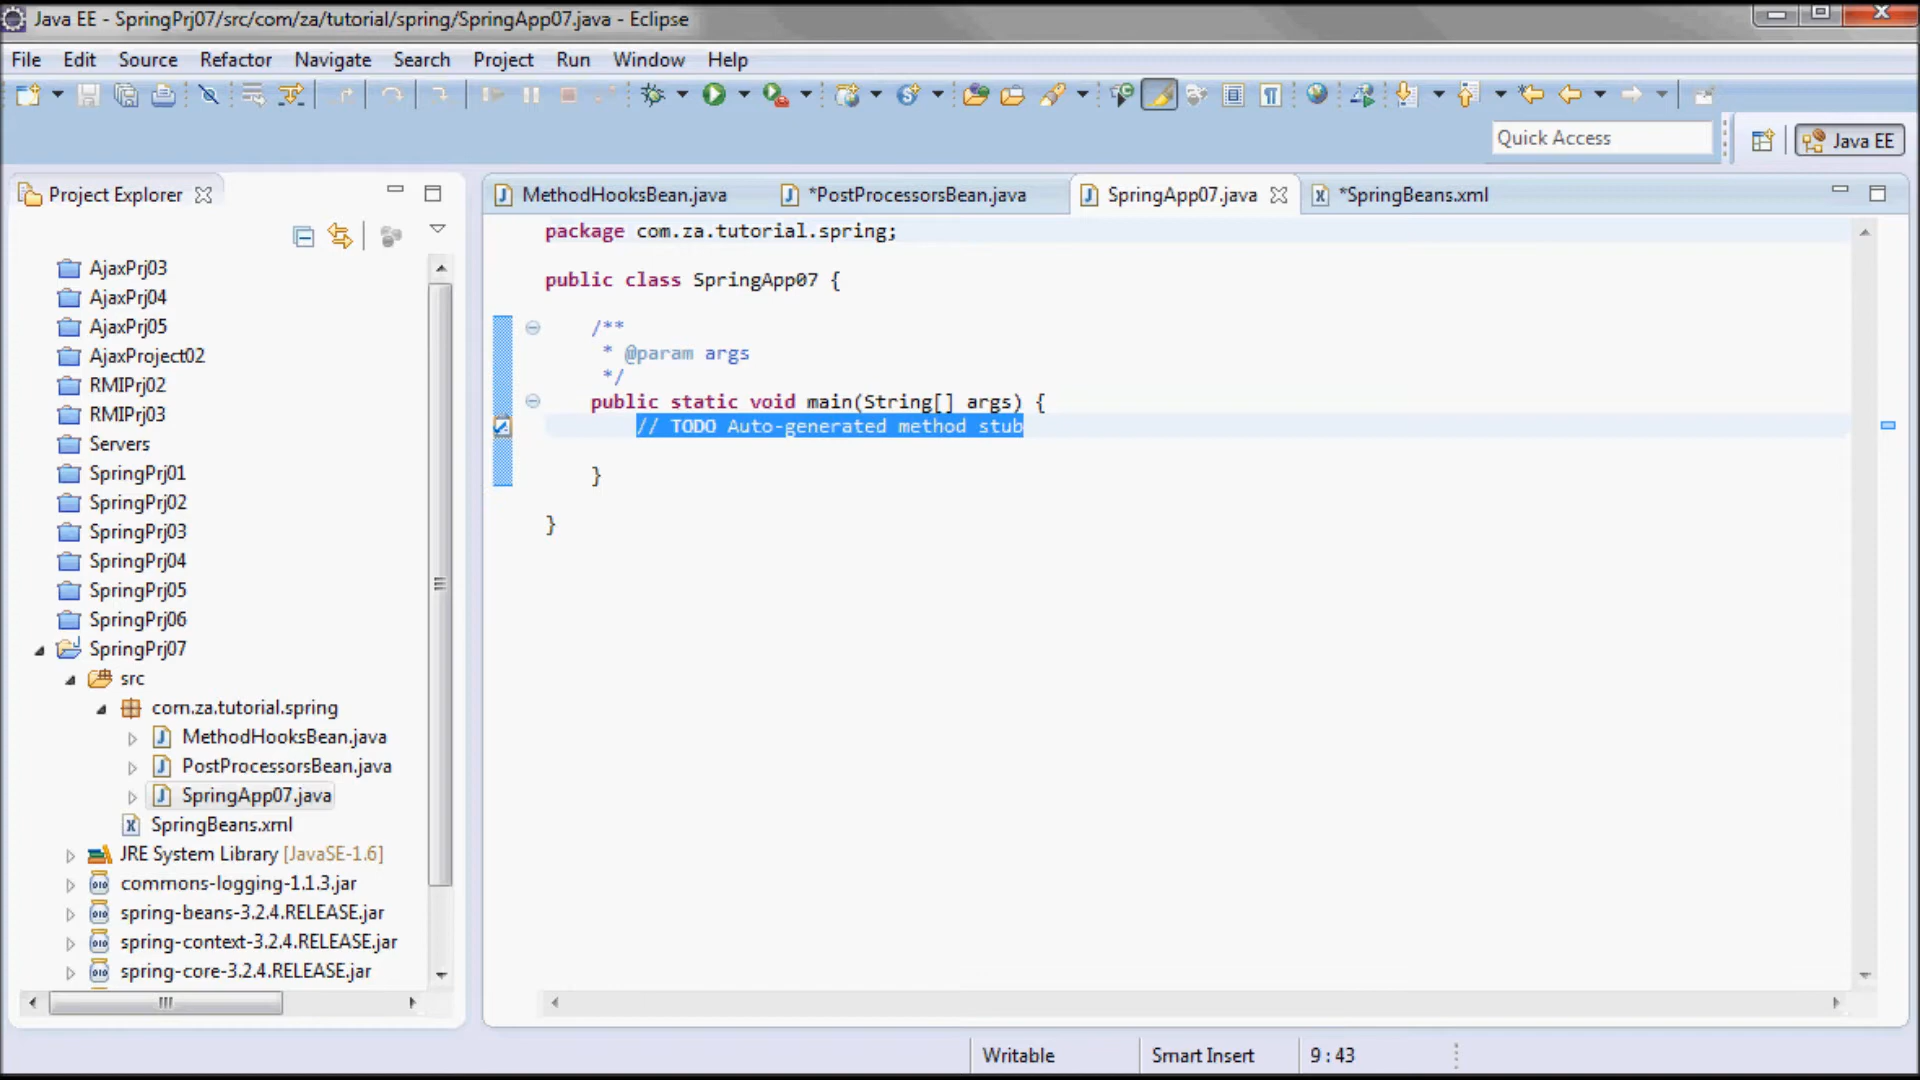 Java EE - SpringPrj07/src/com/za/tutorial/spring/SpringApp07.java - Eclipse
File Edit Source Refactor Navigate Search Project Run Window Help
Quick Access
Java EE
Project Explorer
AjaxPrj03
AjaxPrj04
AjaxPrj05
AjaxProject02
RMIPrj02
RMIPrj03
Servers
SpringPrj01
SpringPrj02
SpringPrj03
SpringPrj04
SpringPrj05
SpringPrj06
SpringPrj07
src
com.za.tutorial.spring
MethodHooksBean.java
PostProcessorsBean.java
SpringApp07.java
SpringBeans.xml
JRE System Library [JavaSE-1.6]
commons-logging-1.1.3.jar
spring-beans-3.2.4.RELEASE.jar
spring-context-3.2.4.RELEASE.jar
spring-core-3.2.4.RELEASE.jar
MethodHooksBean.java *PostProcessorsBean.java SpringApp07.java *SpringBeans.xml
package com.za.tutorial.spring;
public class SpringApp07 {
/**
* @param args
*/
public static void main(String[] args) {
// TODO Auto-generated method stub
}
}
Writable Smart Insert 9 : 43